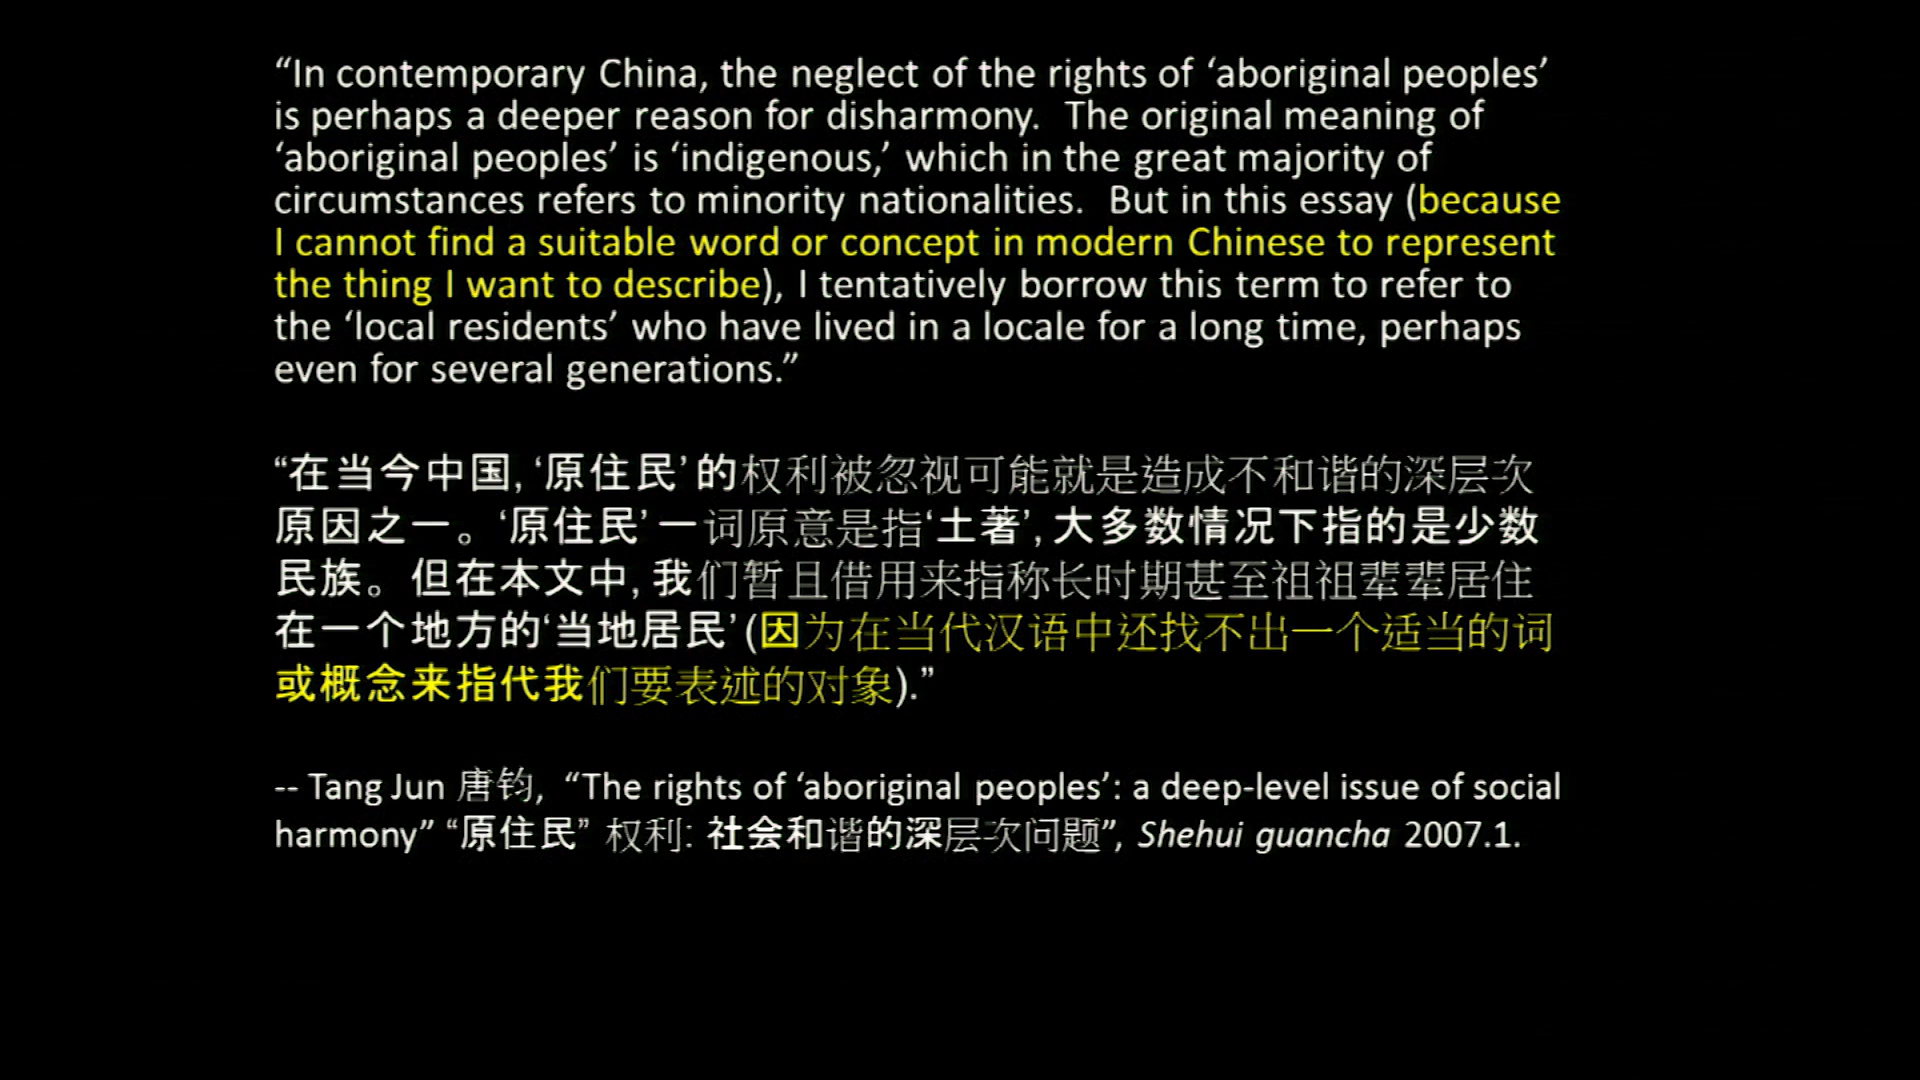 “In contemporary China, the neglect of the rights of ‘aboriginal peoples’
is perhaps a deeper reason for disharmony.  The original meaning of
‘aboriginal peoples’ is ‘indigenous,’ which in the great majority of
circumstances refers to minority nationalities.  But in this essay (because
I cannot find a suitable word or concept in modern Chinese to represent
the thing I want to describe), I tentatively borrow this term to refer to
the ‘local residents’ who have lived in a locale for a long time, perhaps
even for several generations.”
“在当今中国, ‘原住民’ 的权利被忽视可能就是造成不和谐的深层次
原因之一。‘原住民’ 一词原意是指‘土著’, 大多数情况下指的是少数
民族。但在本文中, 我们暂且借用来指称长时期甚至祖祖辈辈居住
在一个地方的‘当地居民’ (因为在当代汉语中还找不出一个适当的词
或概念来指代我们要表述的对象).”
-- Tang Jun 唐钧,  “The rights of ‘aboriginal peoples’: a deep-level issue of social
harmony” “原住民” 权利: 社会和谐的深层次问题”, Shehui guancha 2007.1.